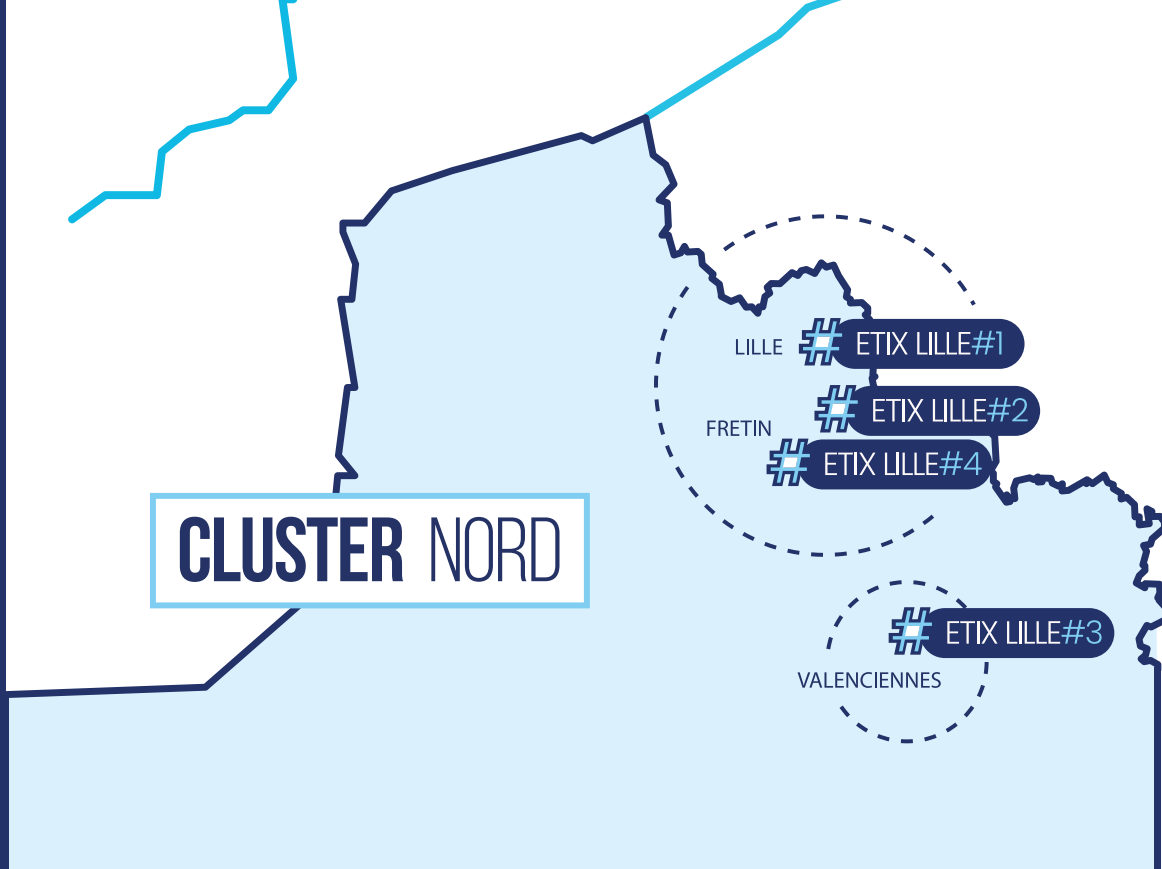 LILLE
# ETIX LILLE#1
# ETIX LILLE#2
FRETIN
# ETIX LILLE#4
CLUSTER NORD
# ETIX LILLE#3
VALENCIENNES